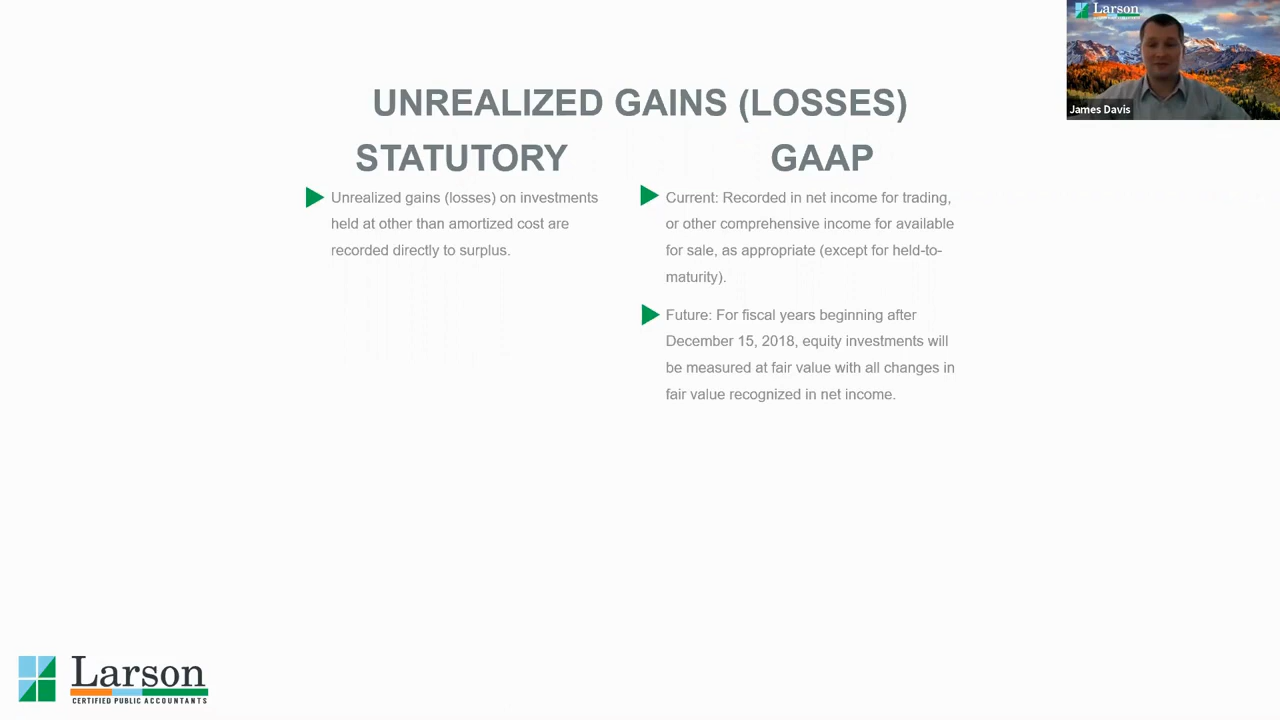 UNREALIZED GAINS (LOSSES)
STATUTORY
Unrealized gains (losses) on investments
held at other than amortized cost are
recorded directly to surplus.
GAAP
Current: Recorded in net income for trading,
or other comprehensive income for available
for sale, as appropriate (except for held-to-
maturity).
Future: For fiscal years beginning after
December 15, 2018, equity investments will
be measured at fair value with all changes in
fair value recognized in net income.
Larson
James Davis
Larson
CERTIFIED PUBLIC ACCOUNTANTS